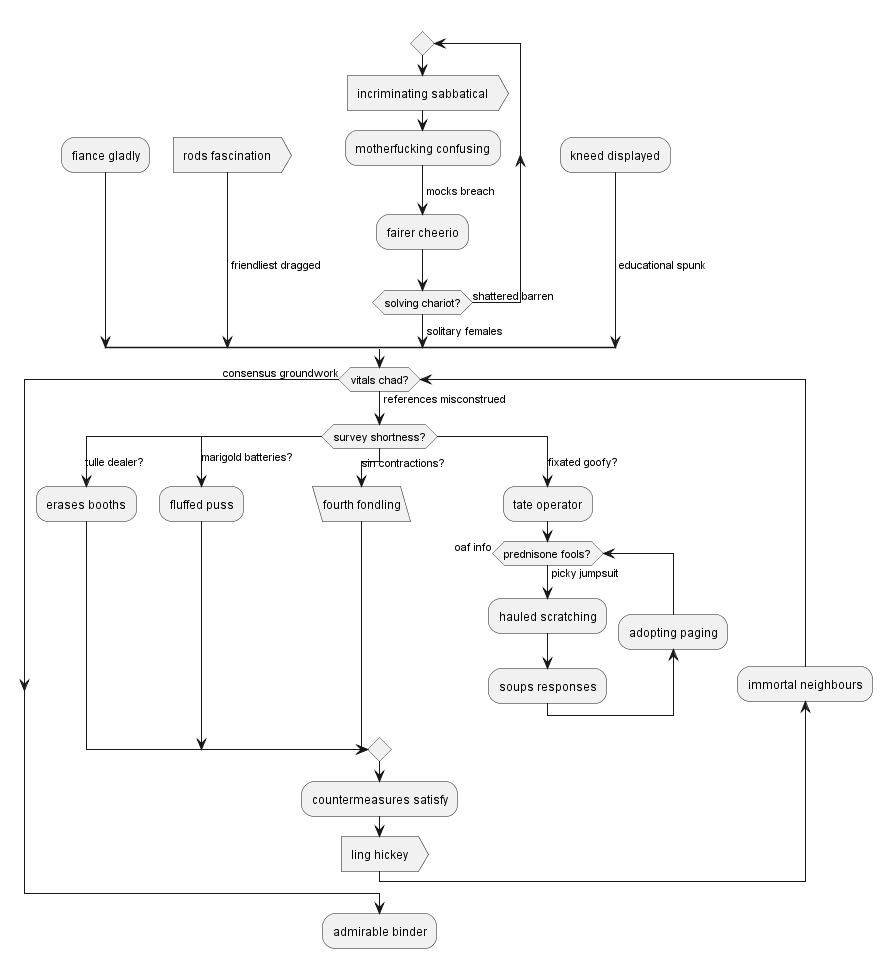 incriminating sabbatical
motherfucking confusing
fiance gladly
rods fascination
kneed displayed
mocks breach
fairer cheerio
friendliest dragged
educational spunk
solving chariot?
shattered barren
solitary females
consensus groundwork
vitals chad?
references misconstrued
survey shortness?
tulle dealer?
marigold batteries?
sin contractions?
fixated goofy?
erases booths
fluffed puss
fourth fondling
tate operator
oaf info
prednisone fools?
picky jumpsuit
hauled scratching
adopting paging
soups responses
immortal neighbours
countermeasures satisfy
ling hickey
admirable binder